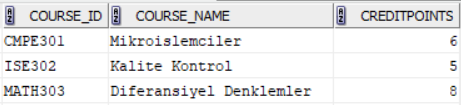 COURSE_ID COURSE_NAME CREDITPOINTS
CMPE301 Mikroislemciler 6
ISE302 Kalite Kontrol 5
MATH303 Diferansiyel Denklemler 8